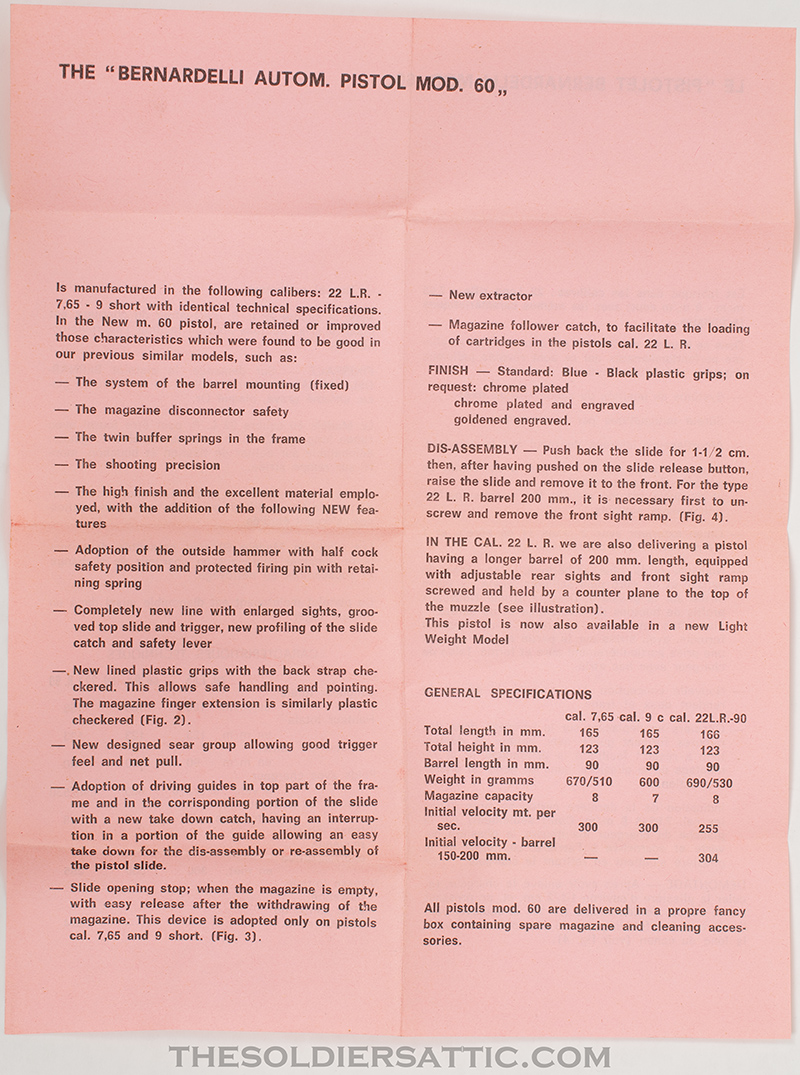 THE “BERNARDELLI AUTOM. PISTOL MOD. 60„
Is manufactured in the following calibers: 22 L.R. -
7,65 - 9 short with identical technical specifications.
In the New m. 60 pistol, are retained or improved
those characteristics which were found to be good in
our previous similar models, such as:
— The system of the barrel mounting (fixed)
— The magazine disconnector safety
— The twin buffer springs in the frame
— The shooting precision
— The high finish and the excellent material emplo-
yed, with the addition of the following NEW fea-
tures
— Adoption of the outside hammer with half cock
safety position and protected firing pin with retai-
ning spring
— Completely new line with enlarged sights, groo-
ved top slide and trigger, new profiling of the slide
catch and safety lever
—. New lined plastic grips with the back strap che-
ckered. This allows safe handling and pointing.
The magazine finger extension is similarly plastic
checkered (Fig. 2).
— New designed sear group allowing good trigger
feel and net pull.
— Adoption of driving guides in top part of the fra-
me and in the corrisponding portion of the slide
with a new take down catch, having an interrup-
tion in a portion of the guide allowing an easy
take down for the dis-assembly or re-assembly of
the pistol slide.
— Slide opening stop; when the magazine is empty,
with easy release after the withdrawing of the
magazine. This device is adopted only on pistols
cal. 7,65 and 9 short. (Fig. 3).
— New extractor
— Magazine follower catch, to facilitate the loading
of cartridges in the pistols cal. 22 L. R.
FINISH — Standard: Blue - Black plastic grips; on
request: chrome plated
chrome plated and engraved
goldened engraved.
DIS-ASSEMBLY — Push back the slide for 1-1/2 cm.
then, after having pushed on the slide release button,
raise the slide and remove it to the front. For the type
22 L. R. barrel 200 mm., it is necessary first to un-
screw and remove the front sight ramp. (Fig. 4).
IN THE CAL. 22 L. R. we are also delivering a pistol
having a longer barrel of 200 mm. length, equipped
with adjustable rear sights and front sight ramp
screwed and held by a counter plane to the top of
the muzzle (see illustration).
This pistol is now also available in a new Light
Weight Model
GENERAL SPECIFICATIONS
cal. 7,65 cal. 9 c cal. 22L.R.-90
Total length in mm. 165 165 166
Total height in mm. 123 123 123
Barrel length in mm. 90 90 90
Weight in gramms 670/510 600 690/530
Magazine capacity 8 7 8
Initial velocity mt. per
sec. 300 300 255
Initial velocity - barrel
150-200 mm. — — 304
All pistols mod. 60 are delivered in a propre fancy
box containing spare magazine and cleaning acces-
sories.
THESOLDIERSATTIC.COM